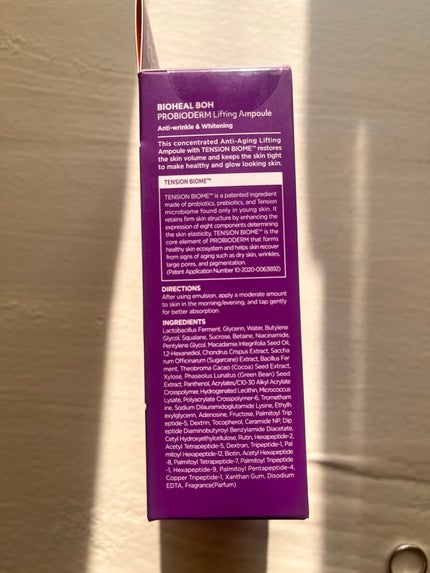 BIOHEAL BOH
PROBIODERM Lifting Ampoule
Anti-wrinkle & Whitening
This concentrated Anti-Aging Lifting
Ampoule with TENSION BIOME™ restores
the skin volume and keeps the skin tight
to make healthy and glow looking skin.
TENSION BIOME™
TENSION BIOME™ is a patented ingredient
made of probiotics, prebiotics, and Tension
microbiome found only in young skin. It
retains firm skin structure by enhancing the
expression of eight components determining
the skin elasticity. TENSION BIOME™ is the
core element of PROBIODERM that forms
healthy skin ecosystem and helps skin recover
from signs of aging such as dry skin, wrinkles,
large pores, and pigmentation.
(Patent Application Number 10-2020-0063892)
DIRECTIONS
After using emulsion, apply a moderate amount
to skin in the morning/evening, and tap gently
for better absorption.
INGREDIENTS
Lactobacillus Ferment, Glycerin, Water, Butylene
Glycol, Squalane, Sucrose, Betaine, Niacinamide,
Pentylene Glycol, Macadamia Integrifolia Seed Oil,
1,2-Hexanediol, Chondrus Crispus Extract, Saccha
rum Officinarum (Sugarcane) Extract, Bacillus Fer
ment, Theobroma Cacao (Cocoa) Seed Extract,
Xylose, Phaseolus Lunatus (Green Bean) Seed
Extract, Panthenol, Acrylates/C10-30 Alkyl Acrylate
Crosspolymer, Hydrogenated Lecithin, Micrococcus
Lysate, Polyacrylate Crosspolymer-6, Trometham
ine, Sodium Dilauramidoglutamide Lysine, Ethylh
exylglycerin, Adenosine, Fructose, Palmitoyl Trip
eptide-5, Dextrin, Tocopherol, Ceramide NP, Dip
eptide Diaminobutyroyl Benzylamide Diacetate,
Cetyl Hydroxyethylcellulose, Rutin, Hexapeptide-2,
Acetyl Tetrapeptide-5, Dextran, Tripeptide-1, Pal
mitoyl Hexapeptide-12, Biotin, Acetyl Hexapeptide
-8, Palmitoyl Tetrapeptide-7, Palmitoyl Tripeptide
-1, Hexapeptide-9, Palmitoyl Pentapeptide-4,
Copper Tripeptide-1, Xanthan Gum, Disodium
EDTA, Fragrance(Parfum)